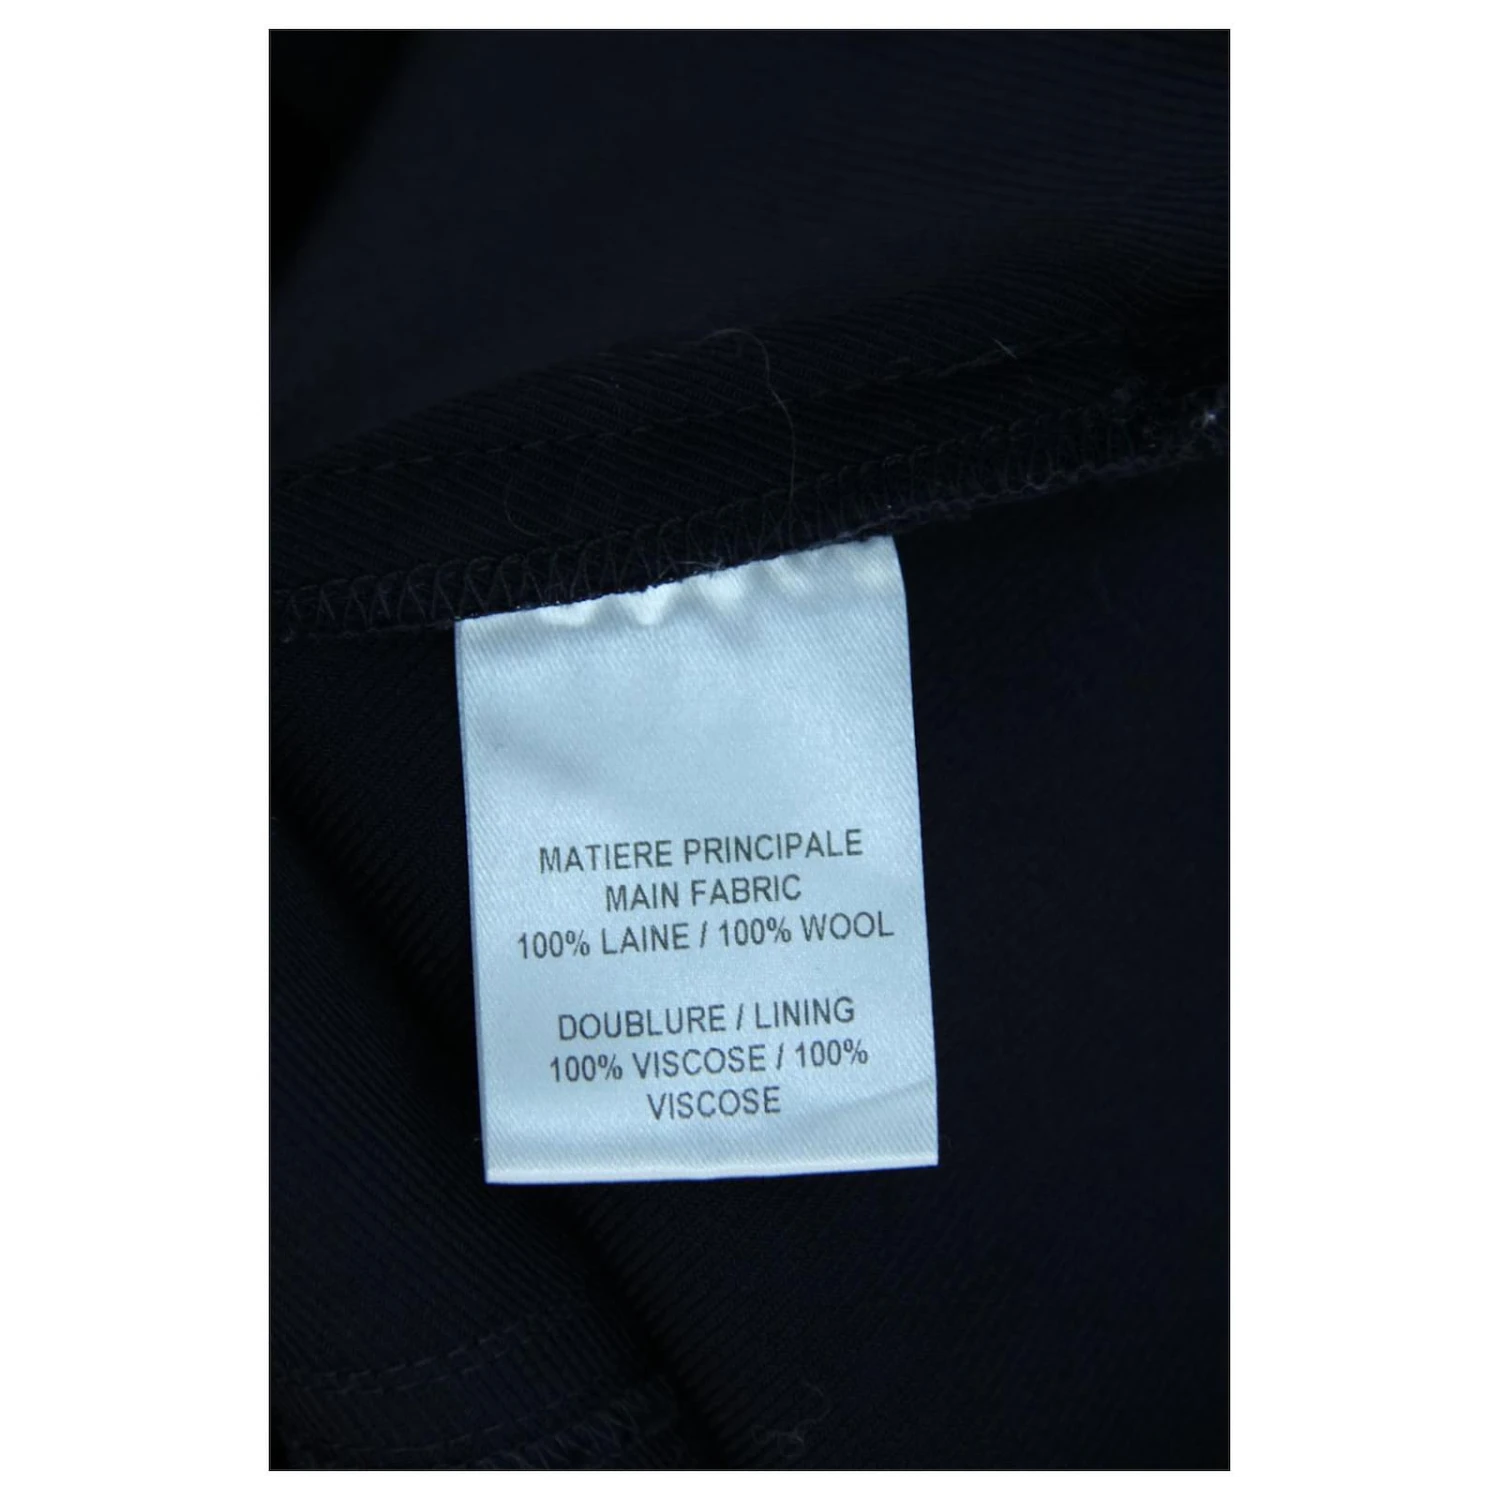 MATIERE PRINCIPALE
MAIN FABRIC
100% LAINE / 100% WOOL
DOUBLURE / LINING
100% VISCOSE / 100%
VISCOSE